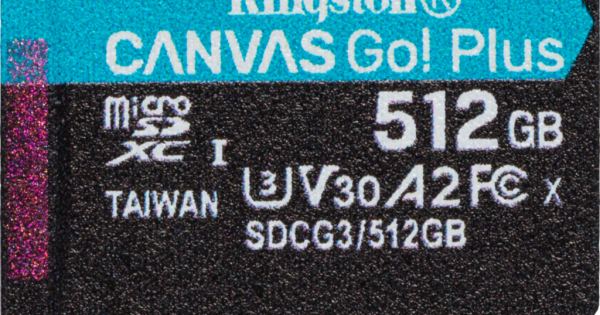 Kingston®
CANVAS Go! Plus
micro SD XC I
512 GB
TAIWAN
U3 V30 A2 FC X
SDCG3/512GB